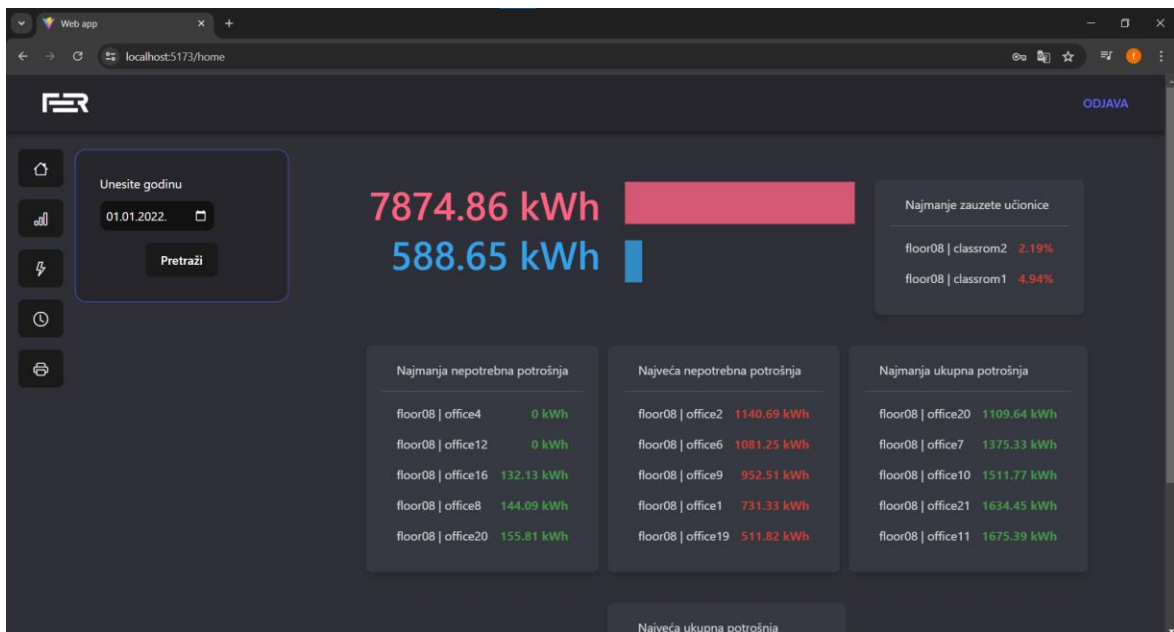 Web app
localhost:5173/home
FER
ODJAVA
Unesite godinu
01.01.2022.
Pretraži
7874.86 kWh
588.65 kWh
Najmanje zauzete učionice
floor08 | classrom2 2.19%
floor08 | classrom1 4.94%
Najmanja nepotrebna potrošnja
floor08 | office4 0 kWh
floor08 | office12 0 kWh
floor08 | office16 132.13 kWh
floor08 | office8 144.09 kWh
floor08 | office20 155.81 kWh
Najveća nepotrebna potrošnja
floor08 | office2 1140.69 kWh
floor08 | office6 1081.25 kWh
floor08 | office9 952.51 kWh
floor08 | office1 731.33 kWh
floor08 | office19 511.82 kWh
Najmanja ukupna potrošnja
floor08 | office20 1109.64 kWh
floor08 | office7 1375.33 kWh
floor08 | office10 1511.77 kWh
floor08 | office21 1634.45 kWh
floor08 | office11 1675.39 kWh
Najveća ukupna potrošnja